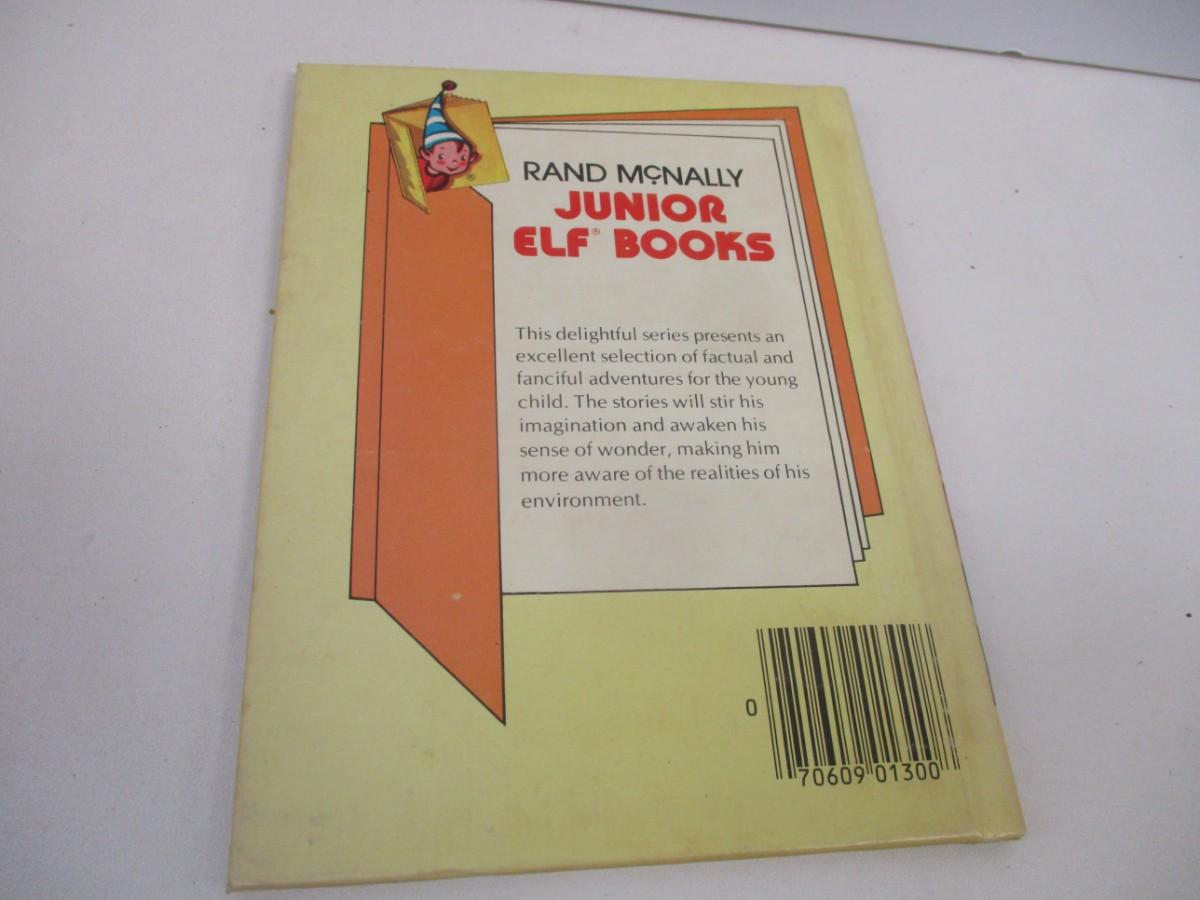 RAND McNALLY
JUNIOR
ELF® BOOKS
This delightful series presents an
excellent selection of factual and
fanciful adventures for the young
child. The stories will stir his
imagination and awaken his
sense of wonder, making him
more aware of the realities of his
environment.
0 70609 01300